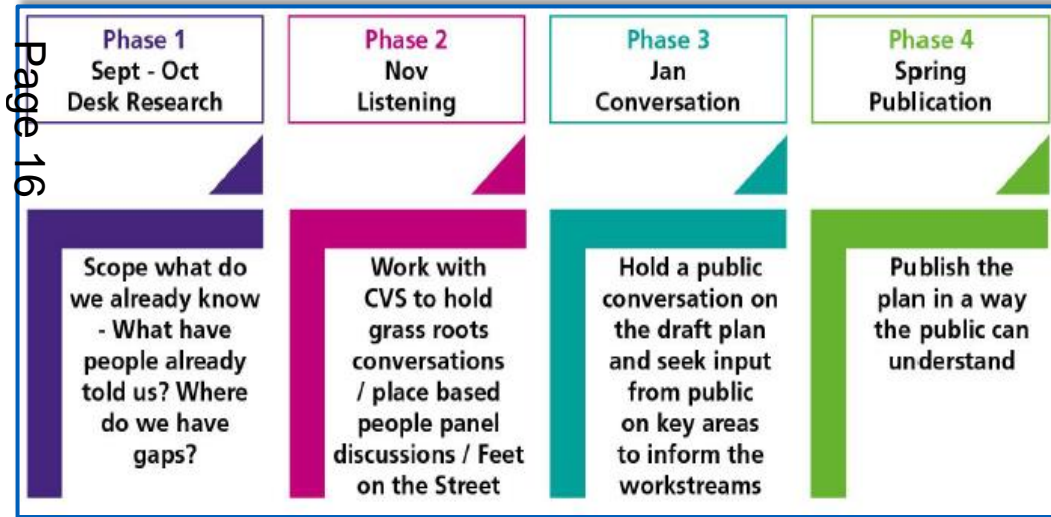 Page 16
Phase 1
Sept - Oct
Desk Research
Scope what do
we already know
- What have
people already
told us? Where
do we have
gaps?
Phase 2
Nov
Listening
Work with
CVS to hold
grass roots
conversations
/ place based
people panel
discussions / Feet
on the Street
Phase 3
Jan
Conversation
Hold a public
conversation on
the draft plan
and seek input
from public
on key areas
to inform the
workstreams
Phase 4
Spring
Publication
Publish the
plan in a way
the public can
understand